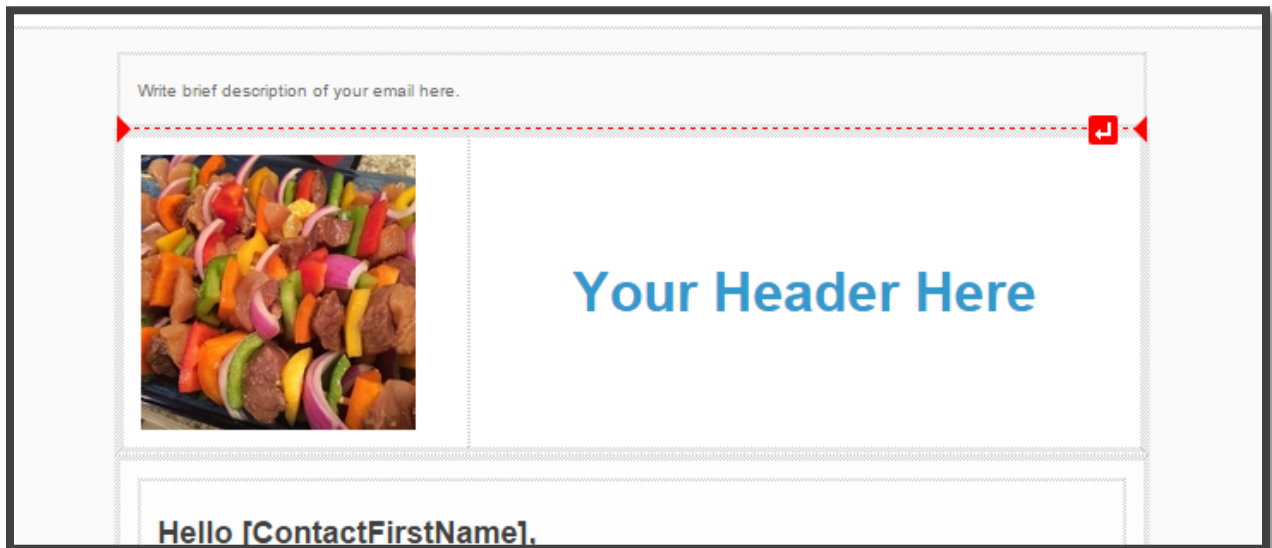 Write brief description of your email here.
Your Header Here
Hello [ContactFirstName],